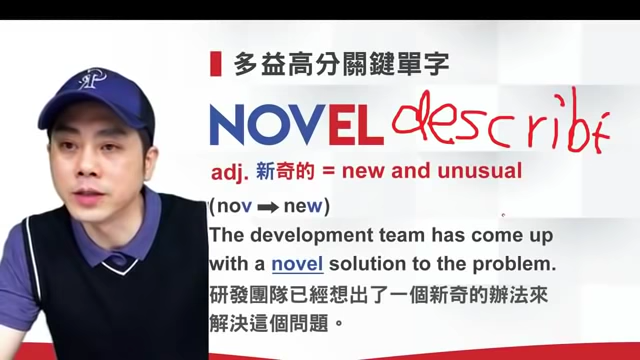 多益高分關鍵單字
NOVEL describe
adj. 新奇的 = new and unusual
(nov ➡ new)
The development team has come up
with a novel solution to the problem.
研發團隊已經想出了一個新奇的辦法來
解決這個問題。